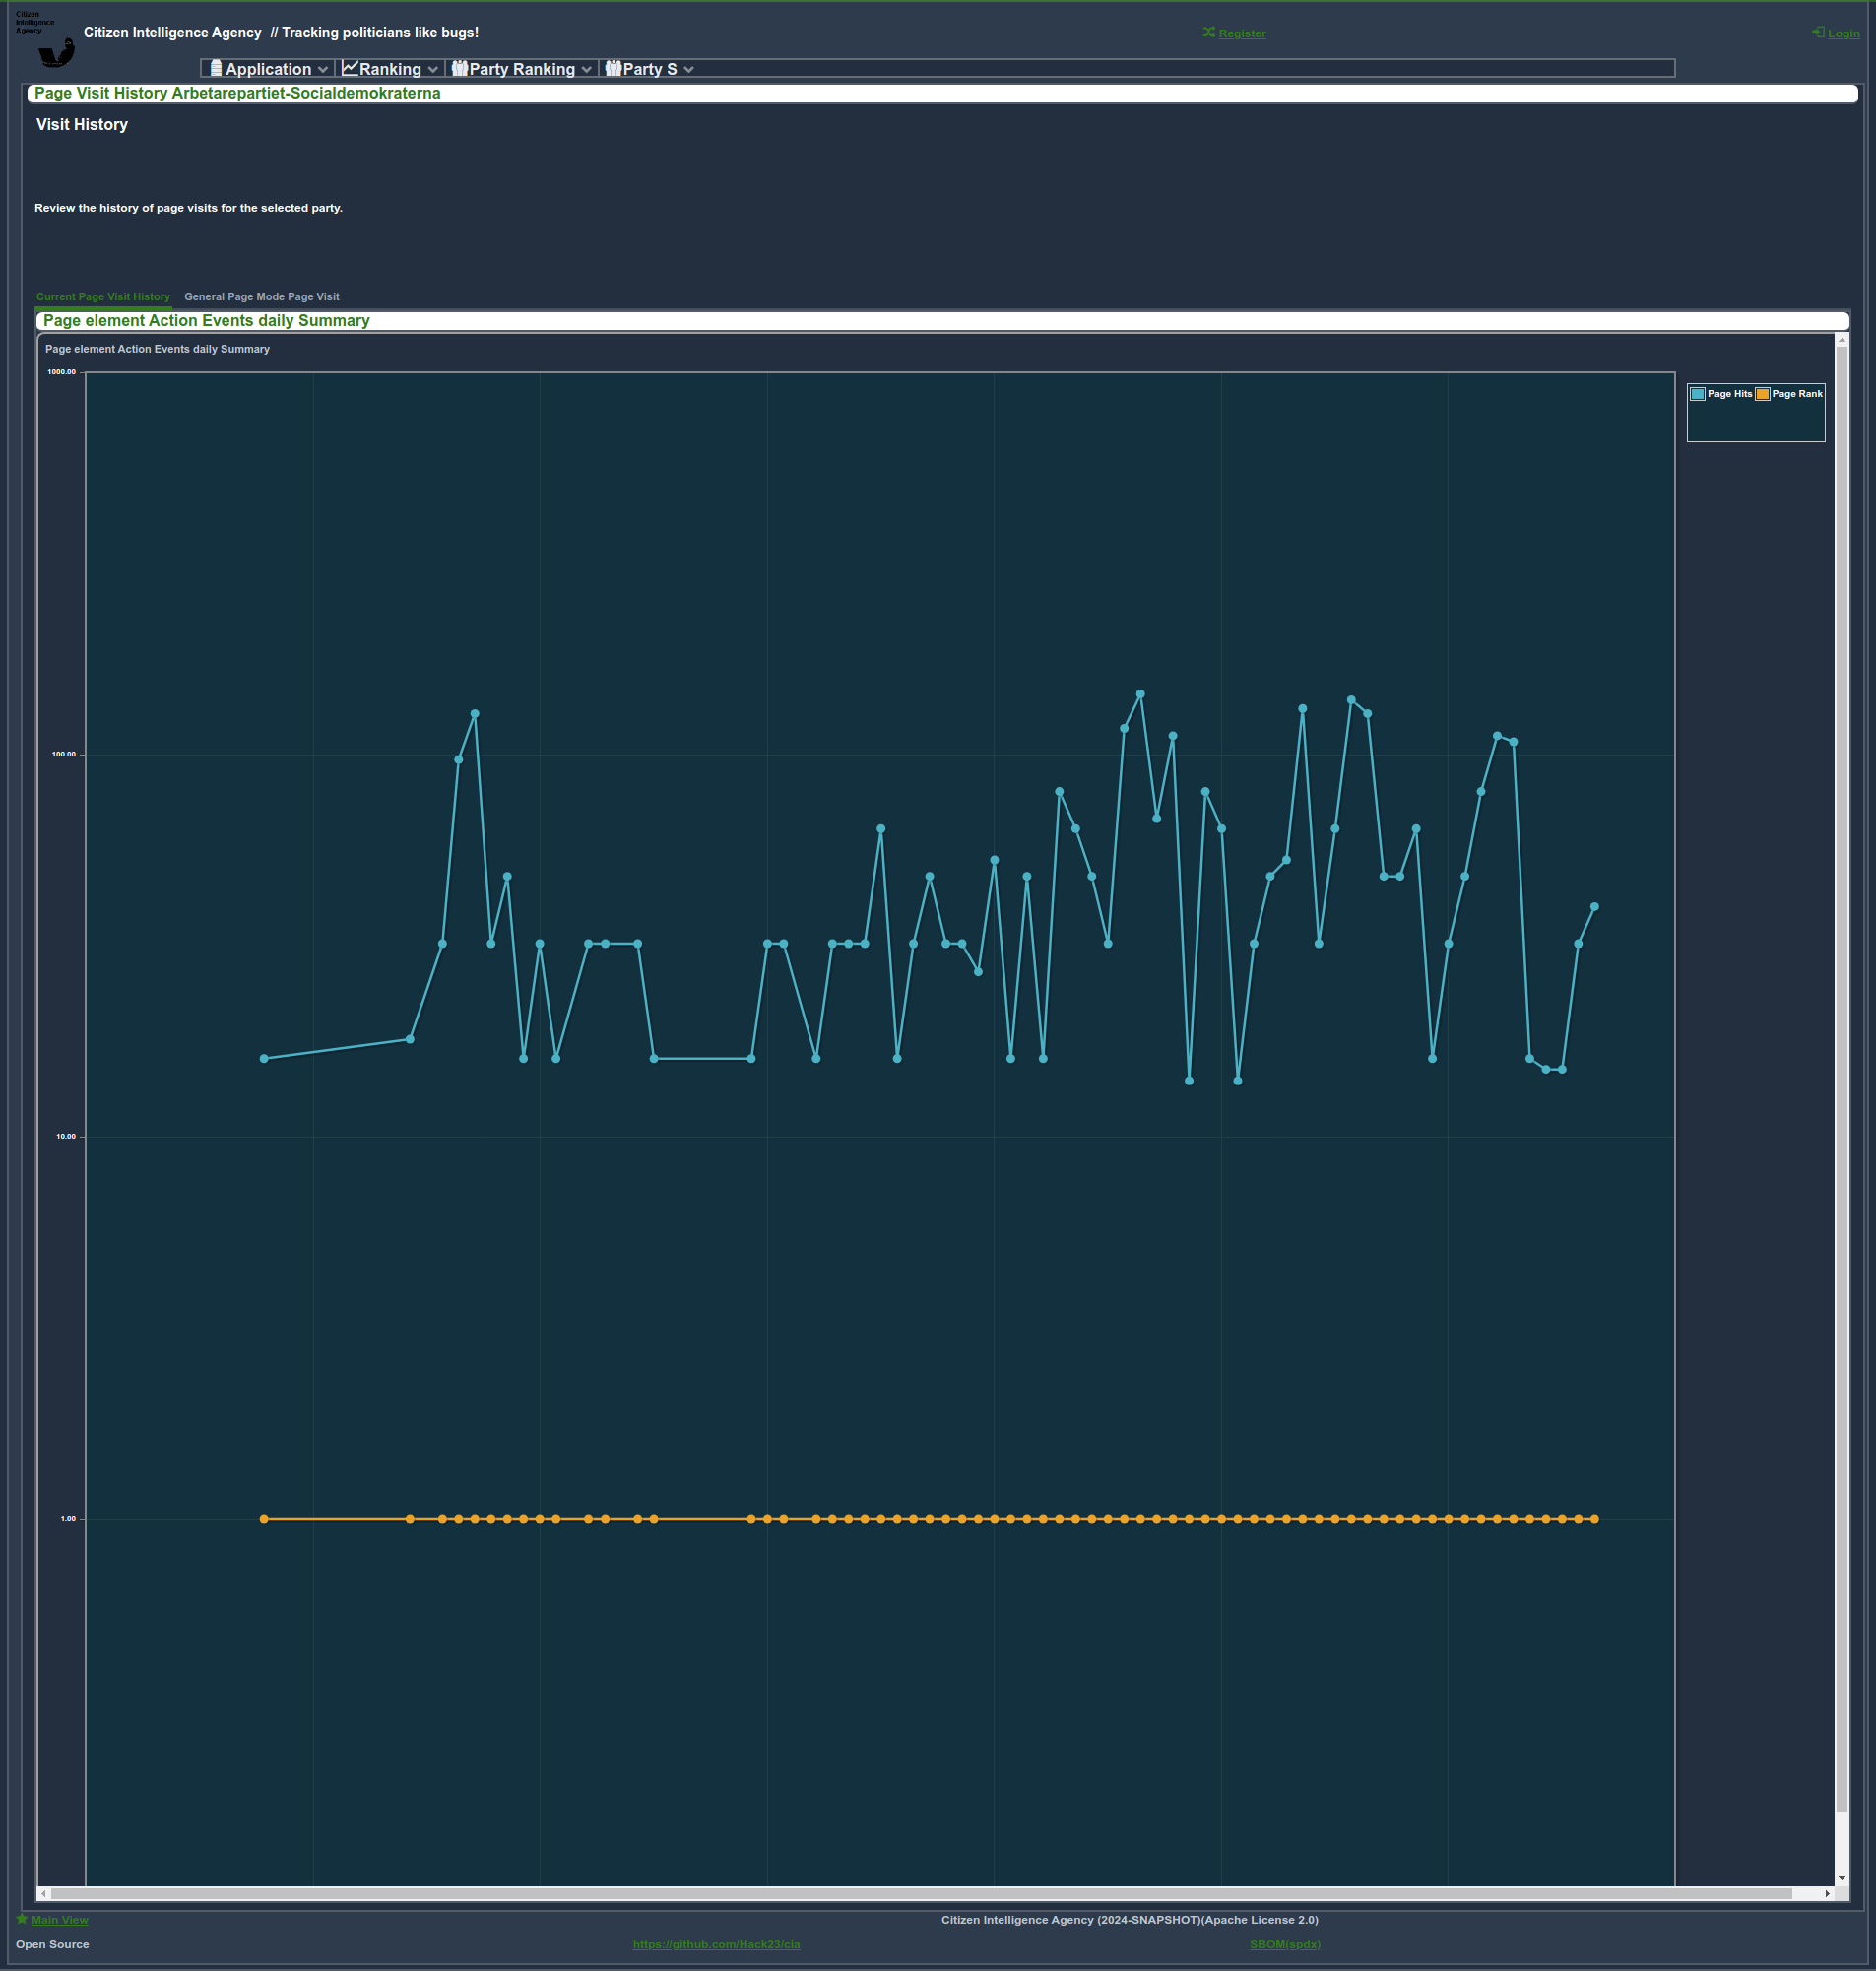 Citizen
Intelligence
Agency
Citizen Intelligence Agency // Tracking politicians like bugs!
Register
Login
Application Ranking Party Ranking Party S
Page Visit History Arbetarepartiet-Socialdemokraterna
Visit History
Review the history of page visits for the selected party.
Current Page Visit History General Page Mode Page Visit
Page element Action Events daily Summary
Page element Action Events daily Summary
1000.00
Page Hits Page Rank
100.00
10.00
1.00
Main View
Citizen Intelligence Agency (2024-SNAPSHOT)(Apache License 2.0)
Open Source
https://github.com/Hack23/cia
SBOM(spdx)